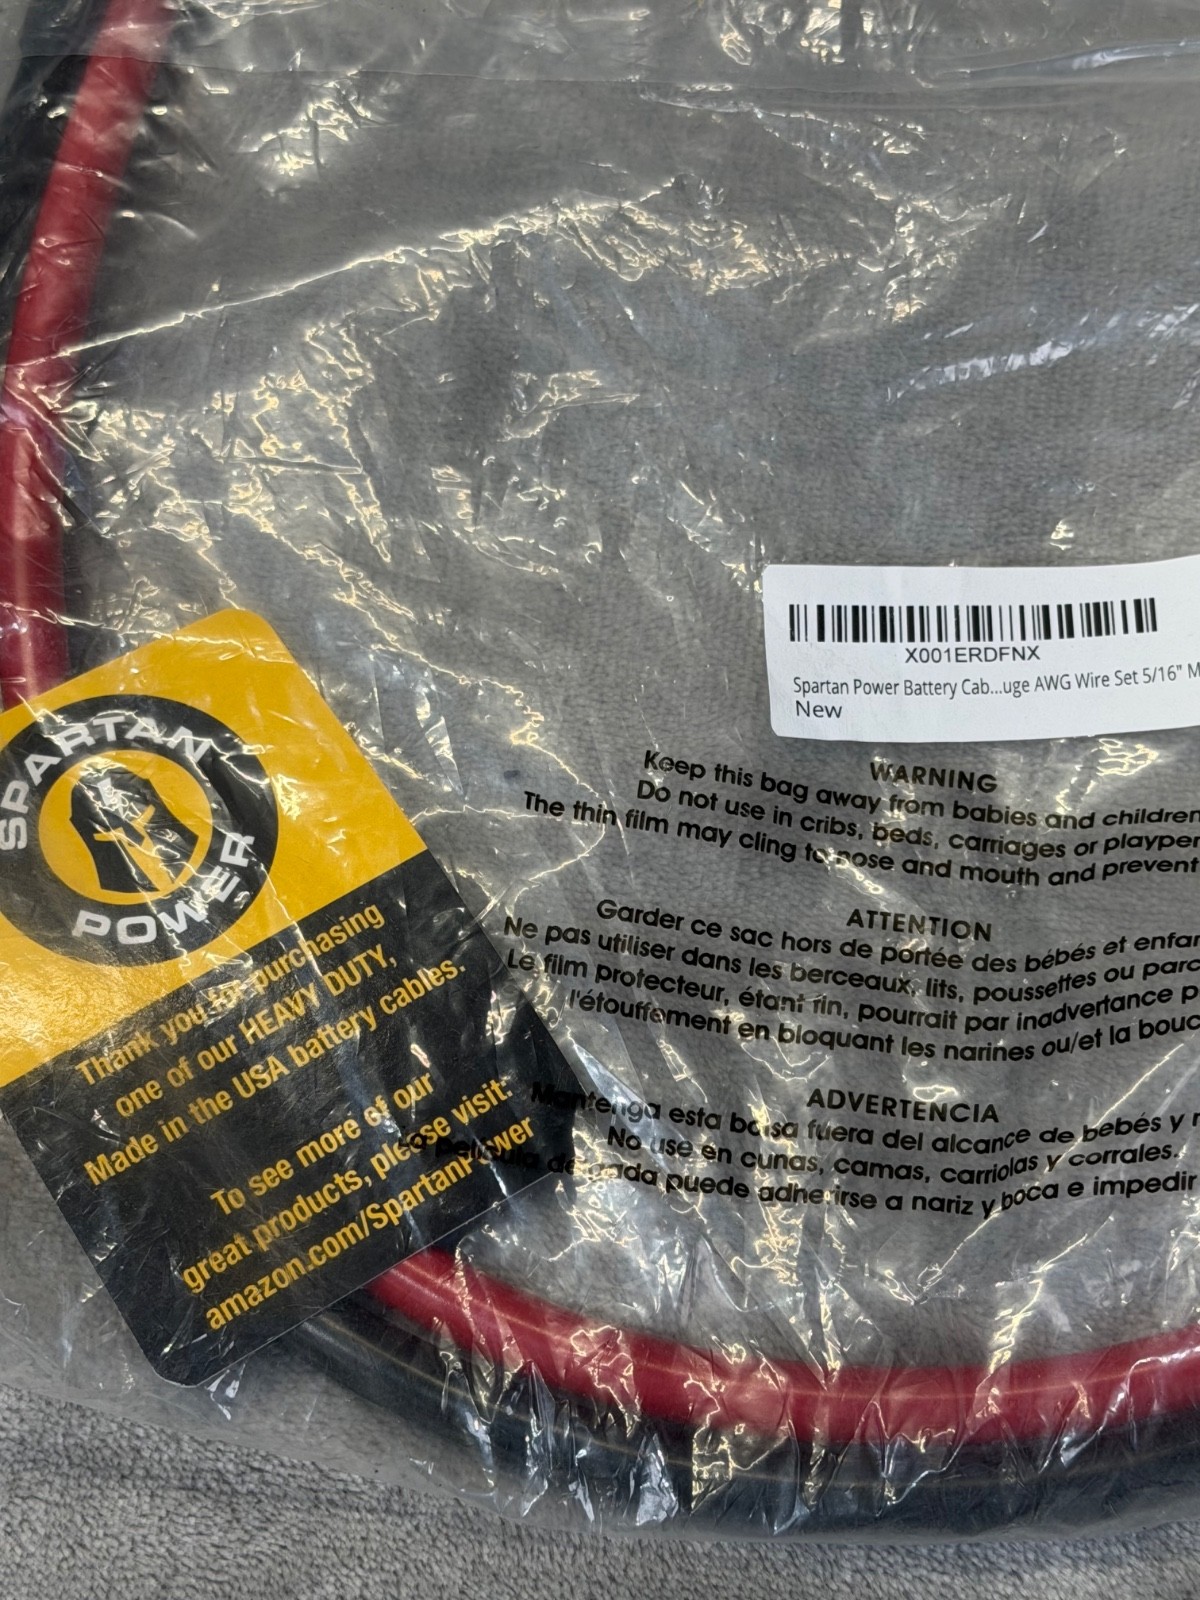 SPARTAN
POWER
Thank you for purchasing
one of our HEAVY DUTY,
Made in the USA battery cables.
To see more of our
great products, please visit:
amazon.com/SpartanPower
X001ERDFNX
Spartan Power Battery Cab...uge AWG Wire Set 5/16" M
New
WARNING
Keep this bag away from babies and children
Do not use in cribs, beds, carriages or playpen
The thin film may cling to nose and mouth and prevent
ATTENTION
Garder ce sac hors de portée des bébés et enfan
Ne pas utiliser dans les berceaux, lits, poussettes ou parc
Le film protecteur, étant fin, pourrait par inadvertance p
l'étouffement en bloquant les narines ou/et la bouc
ADVERTENCIA
Mantenga esta bolsa fuera del alcance de bebés y n
No use en cunas, camas, carriolas y corrales.
La película delgada puede adherirse a nariz y boca e impedir